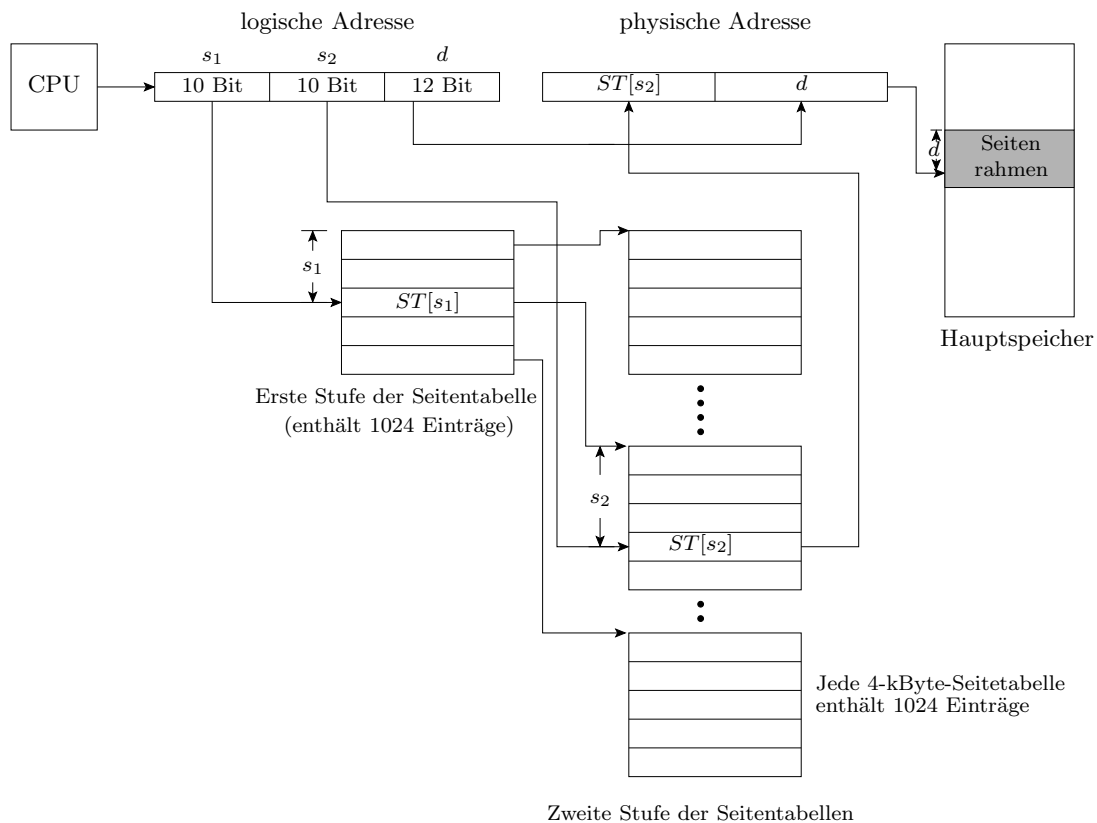 logische Adresse
physische Adresse
s1
s2
d
CPU
10 Bit
10 Bit
12 Bit
ST[s2]
d
d
Seiten
rahmen
Hauptspeicher
s1
ST[s1]
Erste Stufe der Seitentabelle
(enthält 1024 Einträge)
s2
ST[s2]
Jede 4-kByte-Seitetabelle
enthält 1024 Einträge
Zweite Stufe der Seitentabellen